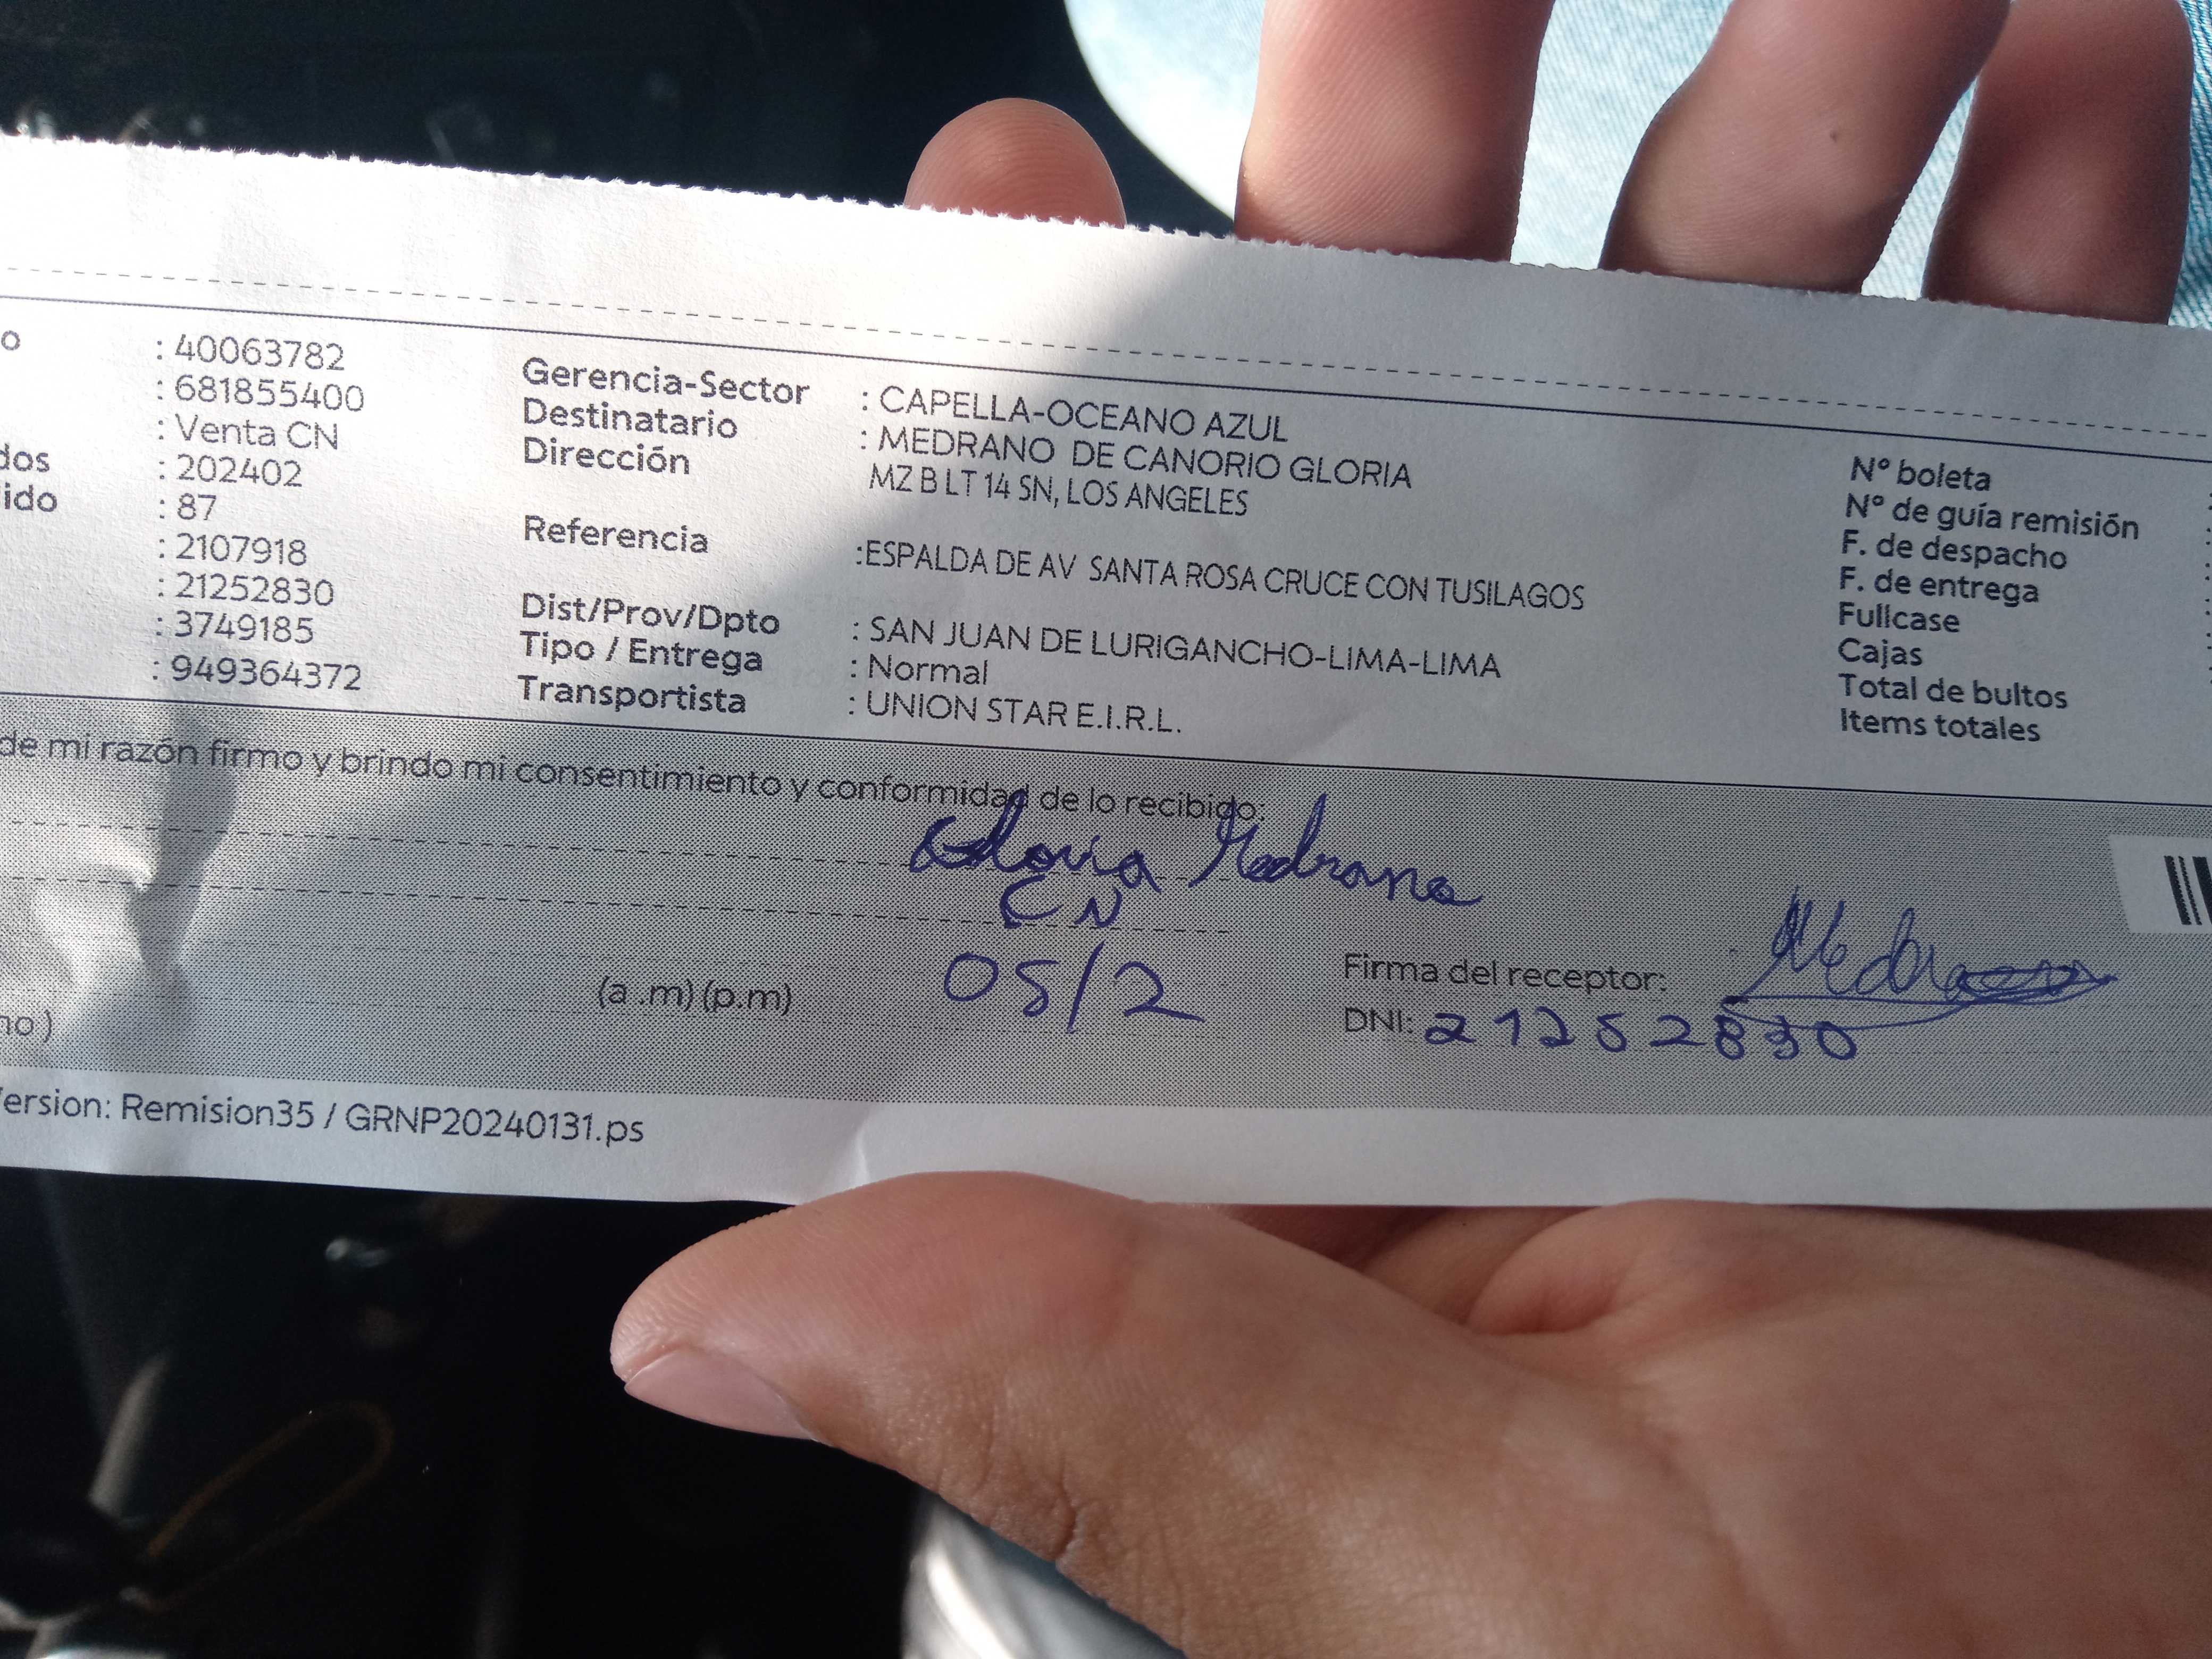 o : 40063782
: 681855400
: Venta CN
dos : 202402
ido : 87
: 2107918
: 21252830
: 3749185
: 949364372
Gerencia-Sector : CAPELLA-OCEANO AZUL
Destinatario : MEDRANO DE CANORIO GLORIA
Dirección MZ B LT 14 SN, LOS ANGELES
Referencia :ESPALDA DE AV SANTA ROSA CRUCE CON TUSILAGOS
Dist/Prov/Dpto : SAN JUAN DE LURIGANCHO-LIMA-LIMA
Tipo / Entrega : Normal
Transportista : UNION STAR E.I.R.L.
N° boleta :
N° de guía remisión :
F. de despacho :
F. de entrega :
Fullcase :
Cajas :
Total de bultos
Items totales
de mi razón firmo y brindo mi consentimiento y conformidad de lo recibido:
Gloria Medrano
CN
(a .m) (p.m) 05/2
Firma del receptor: Medrano
DNI: 21252830
no )
Version: Remision35 / GRNP20240131.ps